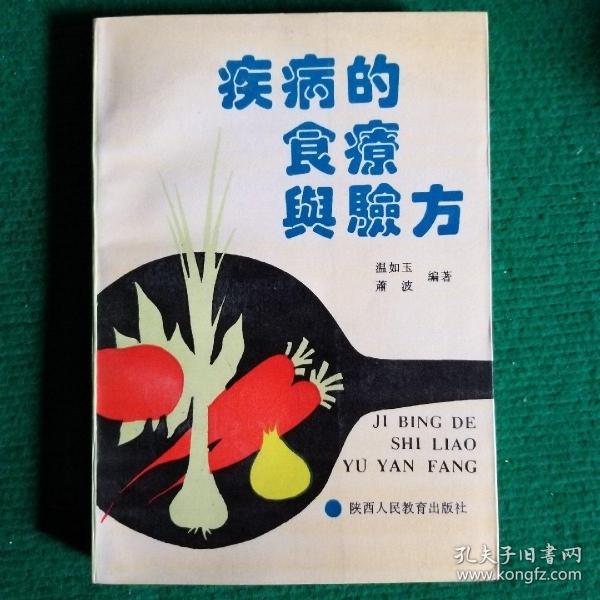 疾病的
食療
與驗方
温如玉
蕭波
编著
JI BING DE
SHI LIAO
YU YAN FANG
陕西人民教育出版社
孔夫子旧书网
www.kongfz.com